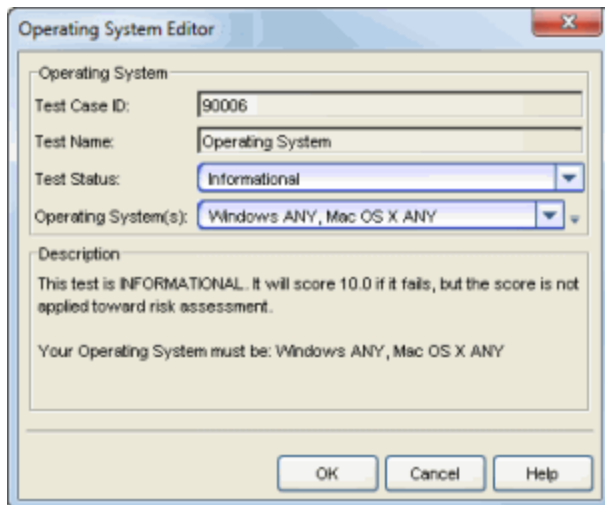 Operating System Editor
Operating System
Test Case ID: 90006
Test Name: Operating System
Test Status: Informational
Operating System(s): Windows ANY, Mac OS X ANY
Description
This test is INFORMATIONAL. It will score 10.0 if it fails, but the score is not
applied toward risk assessment.
Your Operating System must be: Windows ANY, Mac OS X ANY
OK Cancel Help